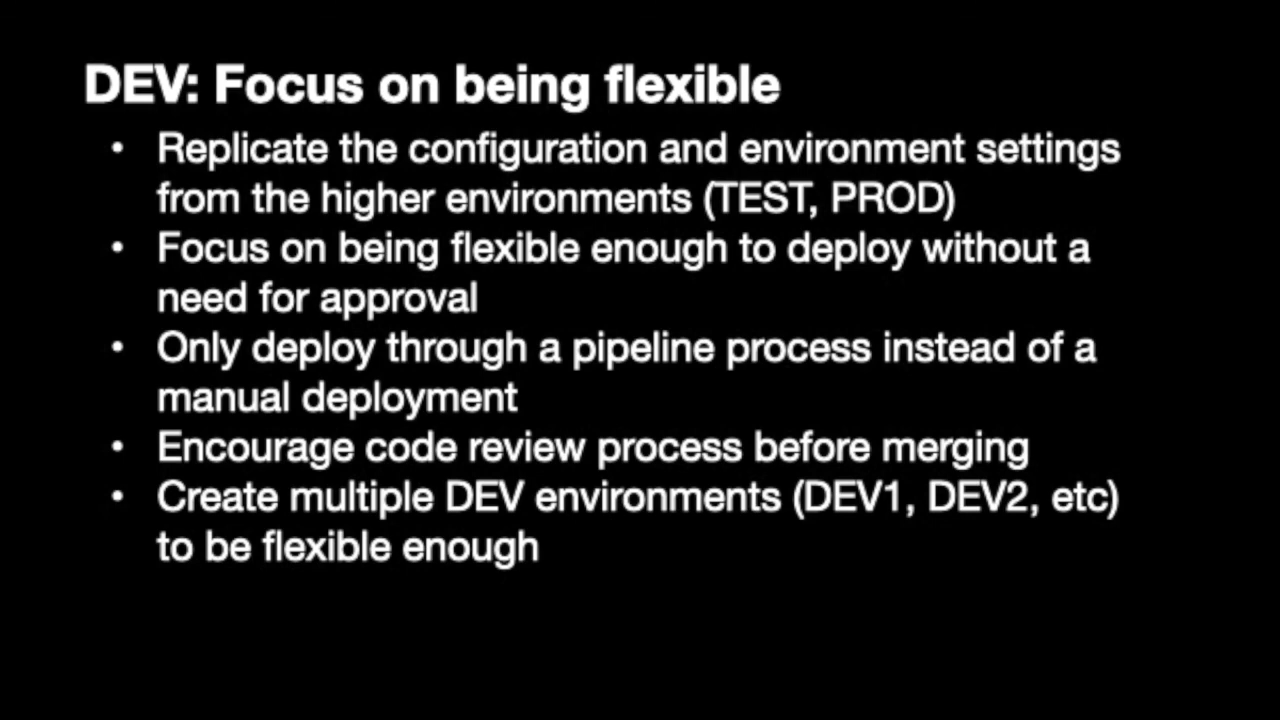 DEV: Focus on being flexible
• Replicate the configuration and environment settings
from the higher environments (TEST, PROD)
• Focus on being flexible enough to deploy without a
need for approval
• Only deploy through a pipeline process instead of a
manual deployment
• Encourage code review process before merging
• Create multiple DEV environments (DEV1, DEV2, etc)
to be flexible enough